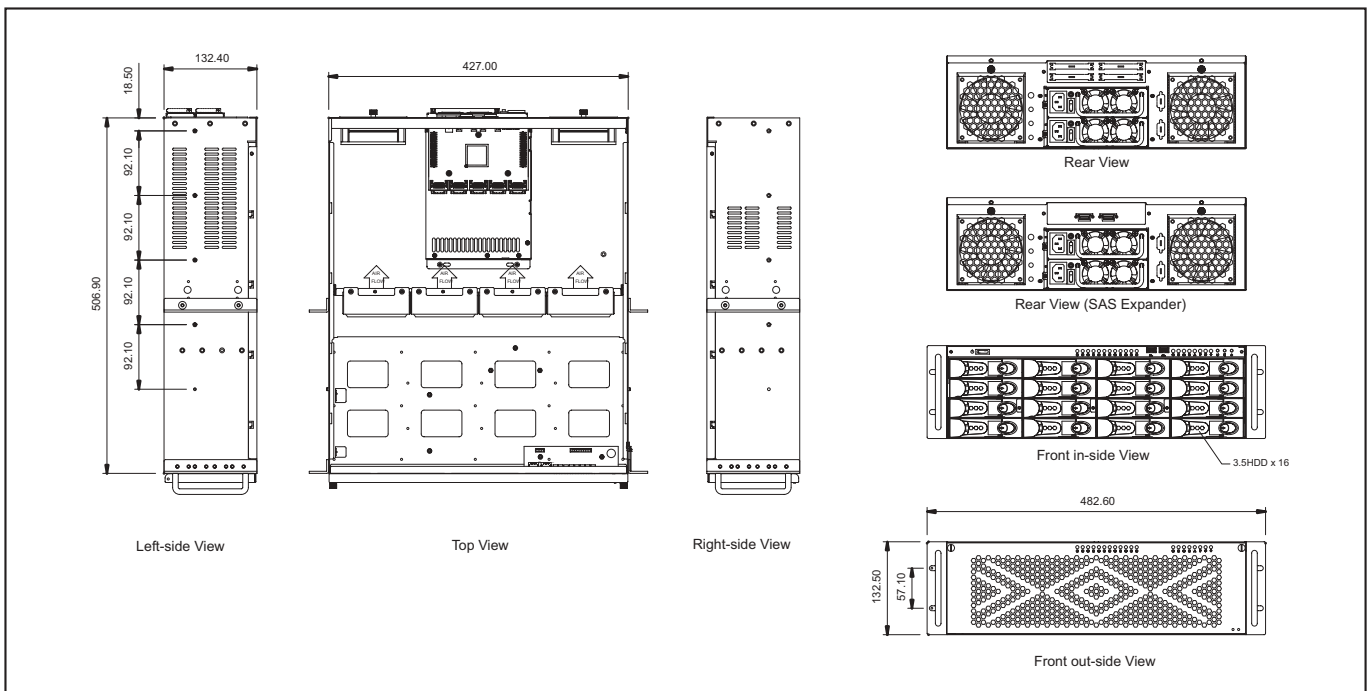 132.40
18.50
92.10
92.10
92.10
92.10
506.90
Left-side View
427.00
AIR
FLOW
AIR
FLOW
AIR
FLOW
AIR
FLOW
Top View
Right-side View
Rear View
Rear View (SAS Expander)
Front in-side View
3.5HDD x 16
482.60
132.50
57.10
Front out-side View